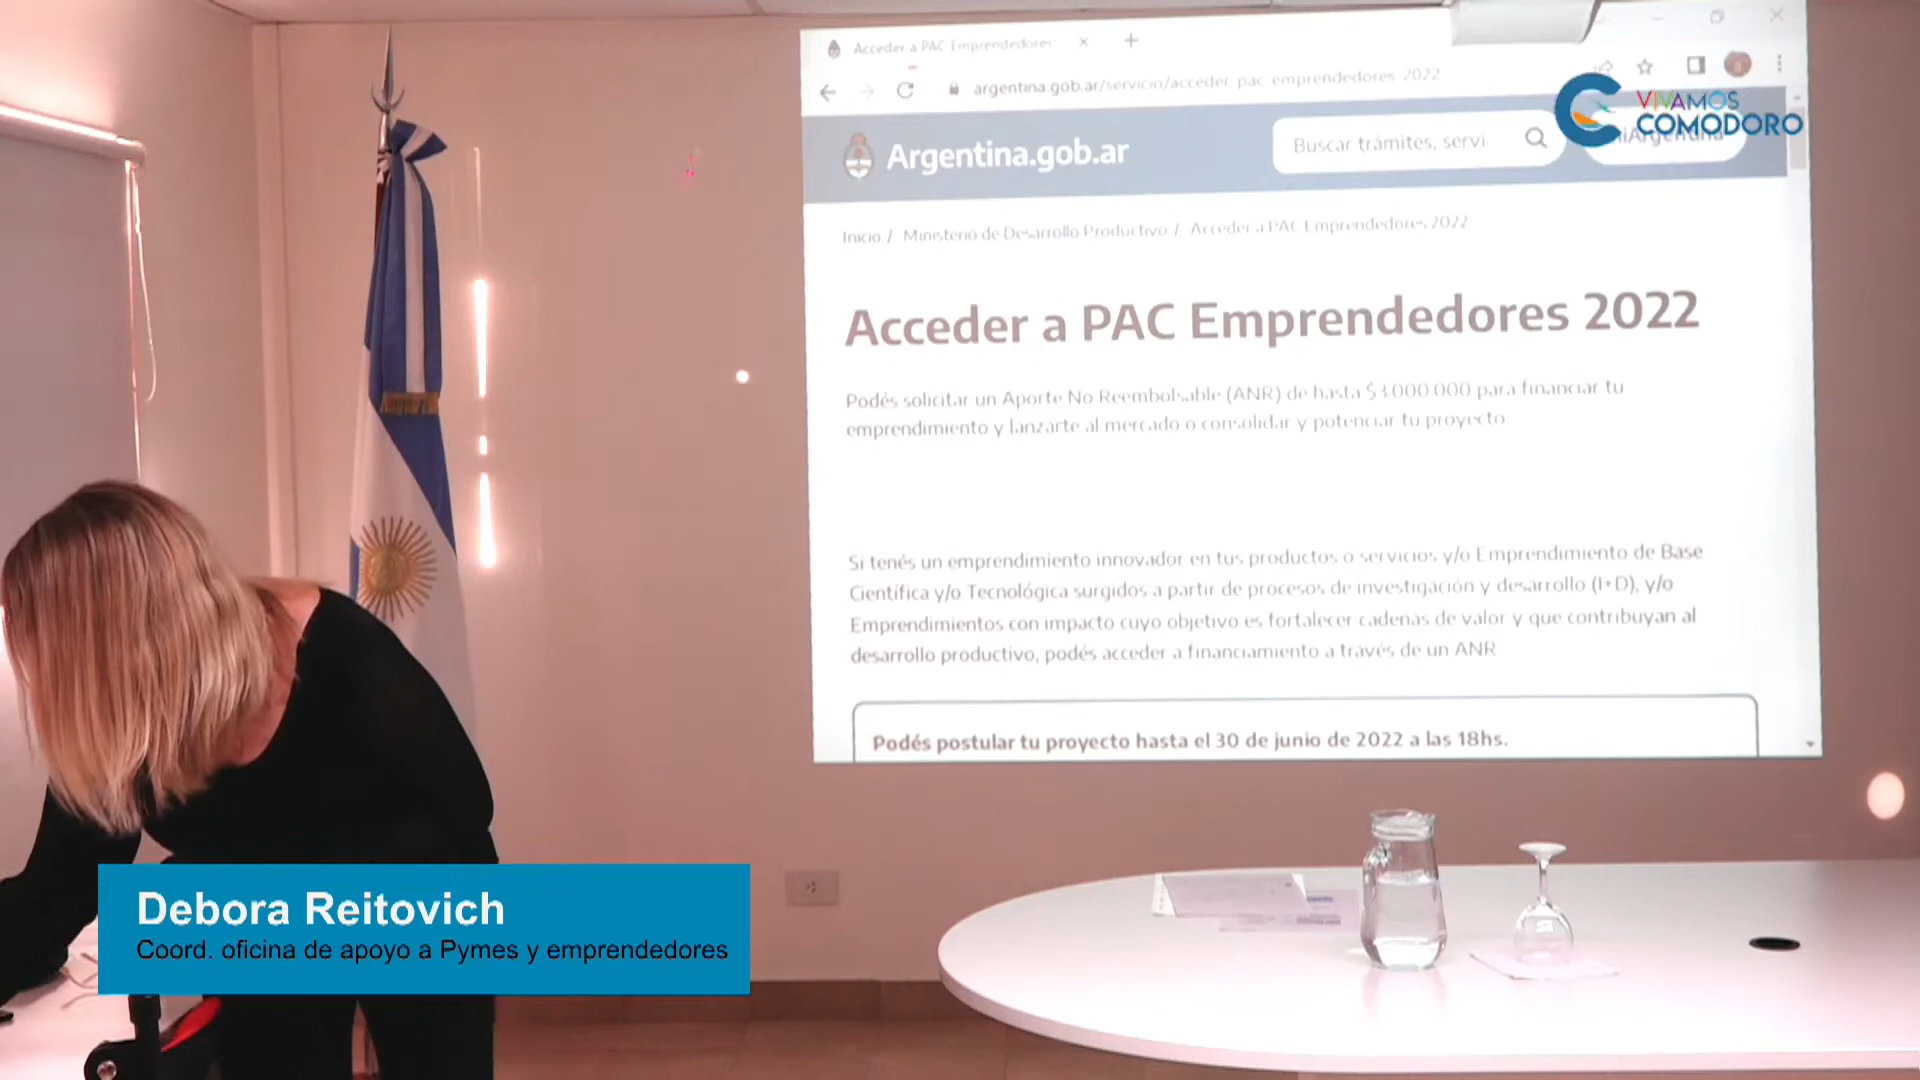 Acceder a PAC Emprendedores
argentina.gob.ar/servicio/acceder pac emprendedores 2022
VIVAMOS
COMODORO
Argentina.gob.ar
Buscar trámites, servi
miArgentina
Inicio / Ministerio de Desarrollo Productivo / Acceder a PAC Emprendedores 2022
Acceder a PAC Emprendedores 2022
Podés solicitar un Aporte No Reembolsable (ANR) de hasta $3.000.000 para financiar tu
emprendimiento y lanzarte al mercado o consolidar y potenciar tu proyecto
Si tenés un emprendimiento innovador en tus productos o servicios y/o Emprendimiento de Base
Científica y/o Tecnológica surgidos a partir de procesos de investigación y desarrollo (I+D), y/o
Emprendimientos con impacto cuyo objetivo es fortalecer cadenas de valor y que contribuyan al
desarrollo productivo, podés acceder a financiamiento a través de un ANR
Podés postular tu proyecto hasta el 30 de junio de 2022 a las 18hs.
Debora Reitovich
Coord. oficina de apoyo a Pymes y emprendedores